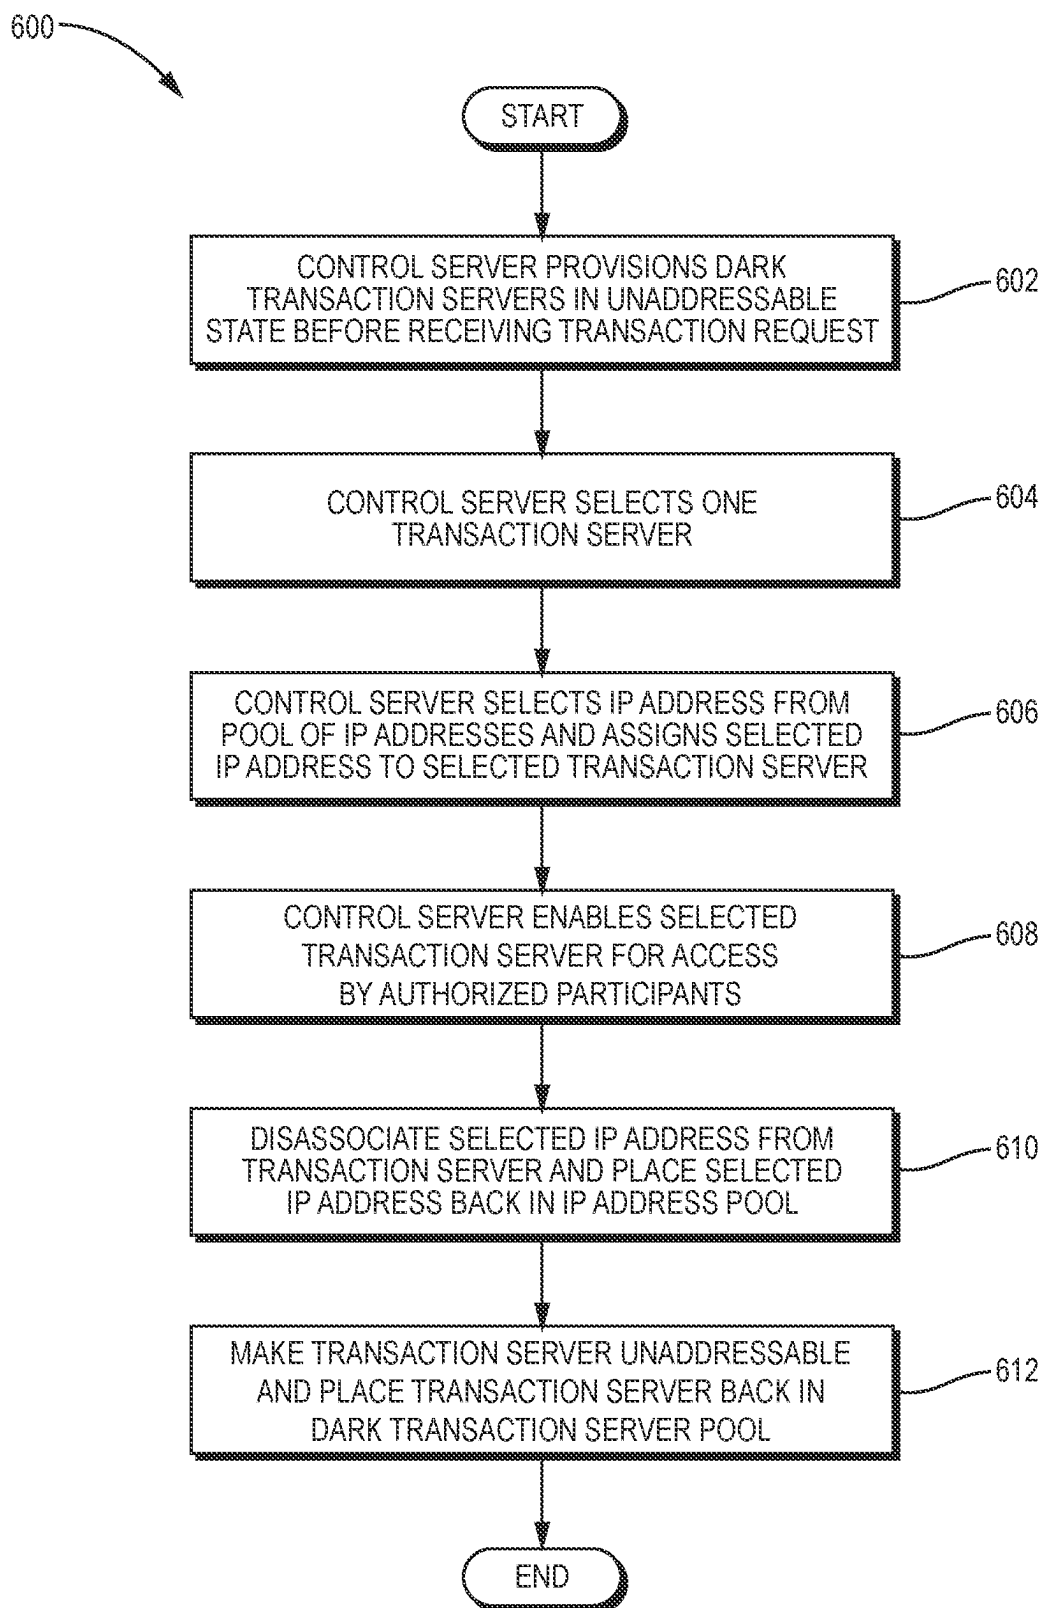 600
START
CONTROL SERVER PROVISIONS DARK
TRANSACTION SERVERS IN UNADDRESSABLE
STATE BEFORE RECEIVING TRANSACTION REQUEST
602
CONTROL SERVER SELECTS ONE
TRANSACTION SERVER
604
CONTROL SERVER SELECTS IP ADDRESS FROM
POOL OF IP ADDRESSES AND ASSIGNS SELECTED
IP ADDRESS TO SELECTED TRANSACTION SERVER
606
CONTROL SERVER ENABLES SELECTED
TRANSACTION SERVER FOR ACCESS
BY AUTHORIZED PARTICIPANTS
608
DISASSOCIATE SELECTED IP ADDRESS FROM
TRANSACTION SERVER AND PLACE SELECTED
IP ADDRESS BACK IN IP ADDRESS POOL
610
MAKE TRANSACTION SERVER UNADDRESSABLE
AND PLACE TRANSACTION SERVER BACK IN
DARK TRANSACTION SERVER POOL
612
END